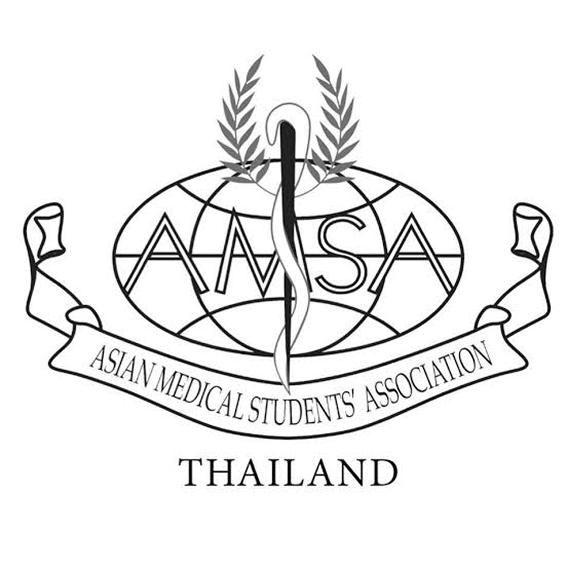 AMSA
ASIAN MEDICAL STUDENTS' ASSOCIATION
THAILAND